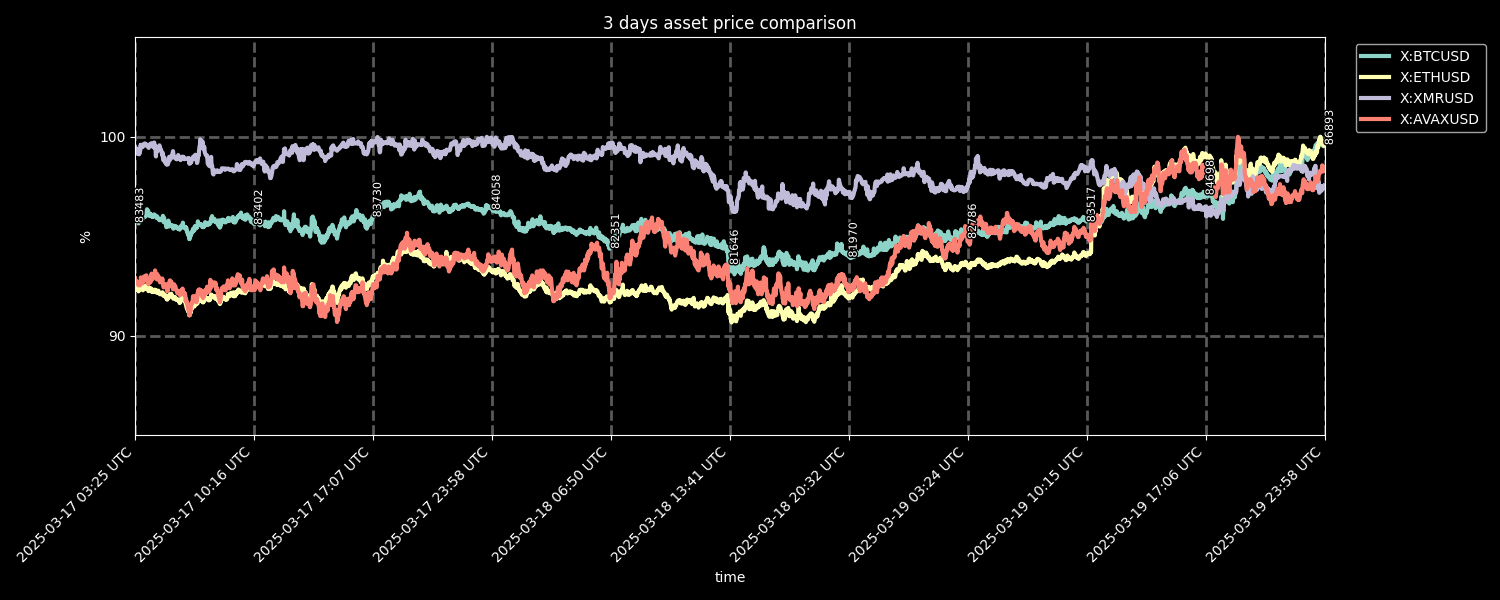 3 days asset price comparison
X:BTCUSD
X:ETHUSD
X:XMRUSD
X:AVAXUSD
100
90
%
83483
83402
83730
84058
82351
81646
81970
82786
83517
84698
86893
2025-03-17 03:25 UTC
2025-03-17 10:16 UTC
2025-03-17 17:07 UTC
2025-03-17 23:58 UTC
2025-03-18 06:50 UTC
2025-03-18 13:41 UTC
2025-03-18 20:32 UTC
2025-03-19 03:24 UTC
2025-03-19 10:15 UTC
2025-03-19 17:06 UTC
2025-03-19 23:58 UTC
time